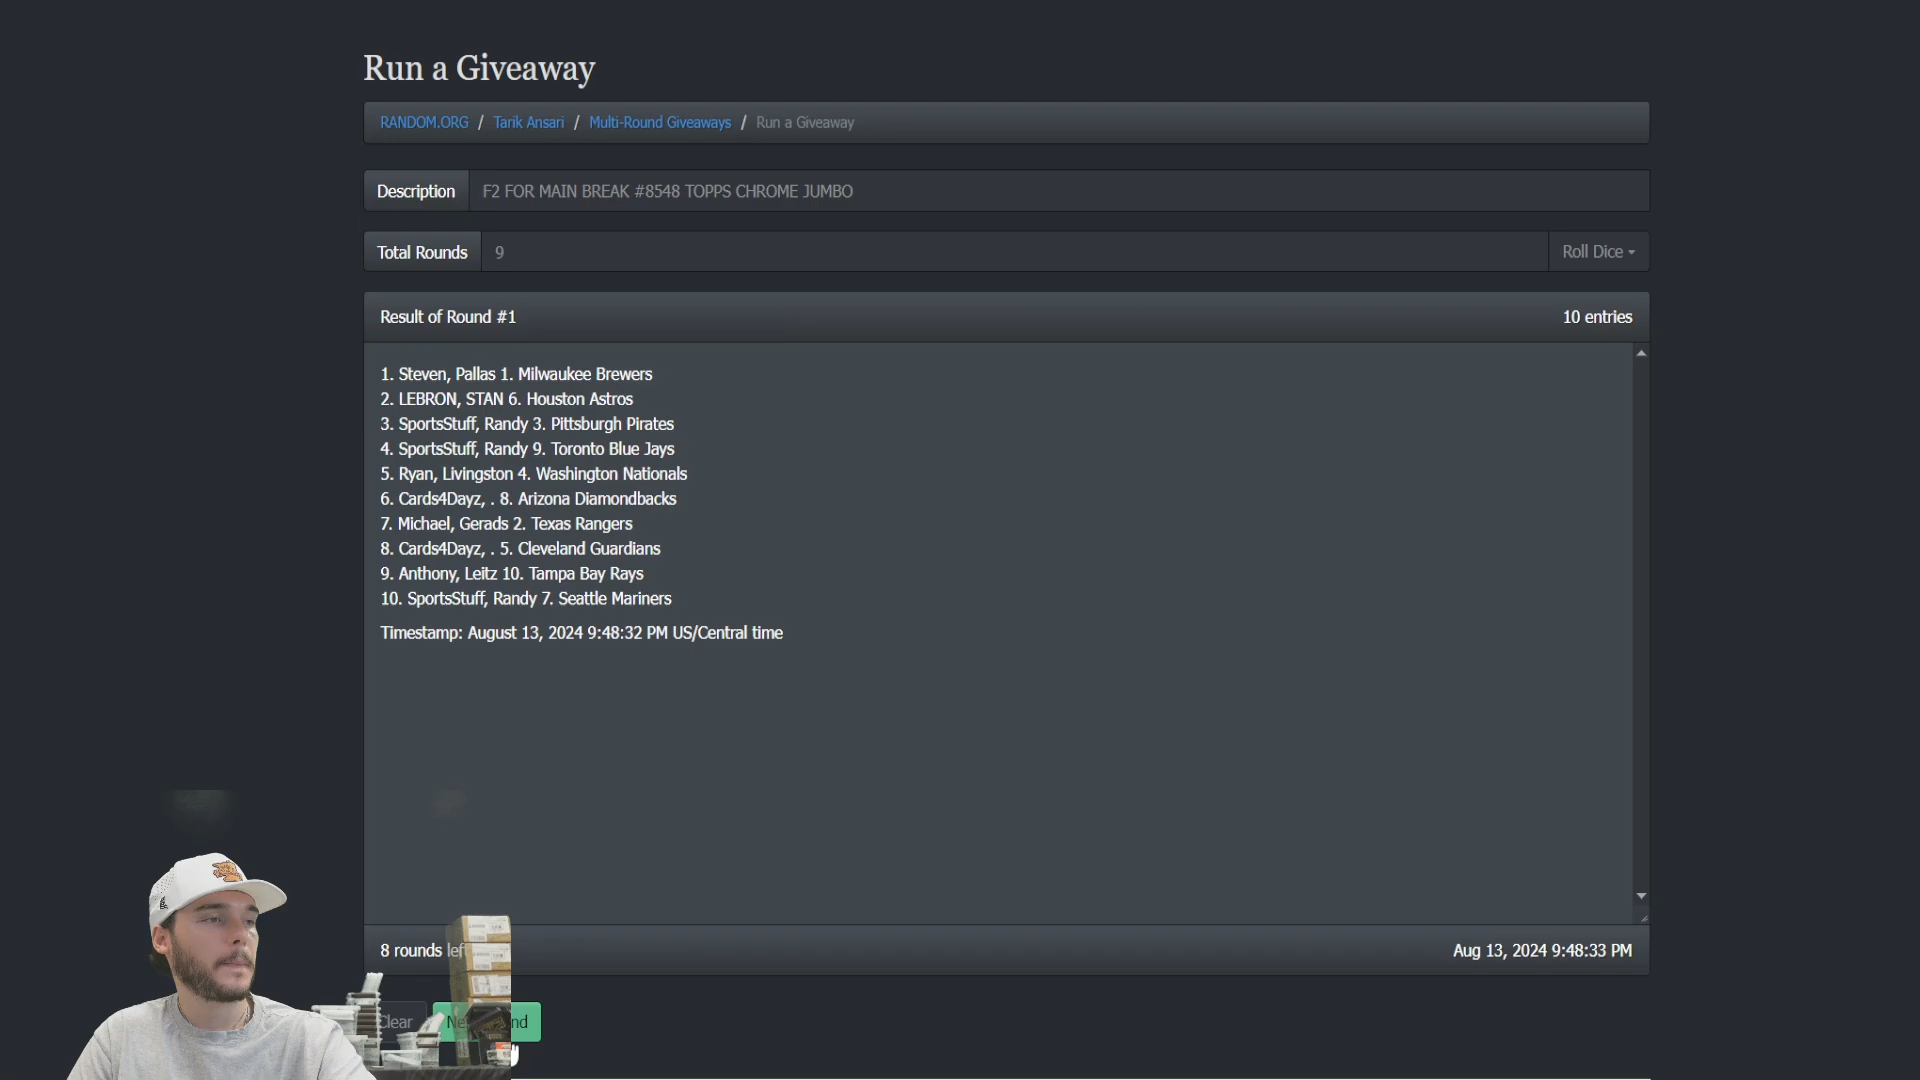 Run a Giveaway
RANDOM.ORG / Tarik Ansari / Multi-Round Giveaways / Run a Giveaway
Description F2 FOR MAIN BREAK #8548 TOPPS CHROME JUMBO
Total Rounds 9 Roll Dice
Result of Round #1 10 entries
1. Steven, Pallas 1. Milwaukee Brewers
2. LEBRON, STAN 6. Houston Astros
3. SportsStuff, Randy 3. Pittsburgh Pirates
4. SportsStuff, Randy 9. Toronto Blue Jays
5. Ryan, Livingston 4. Washington Nationals
6. Cards4Dayz, . 8. Arizona Diamondbacks
7. Michael, Gerads 2. Texas Rangers
8. Cards4Dayz, . 5. Cleveland Guardians
9. Anthony, Leitz 10. Tampa Bay Rays
10. SportsStuff, Randy 7. Seattle Mariners
Timestamp: August 13, 2024 9:48:32 PM US/Central time
8 rounds left Aug 13, 2024 9:48:33 PM
Clear